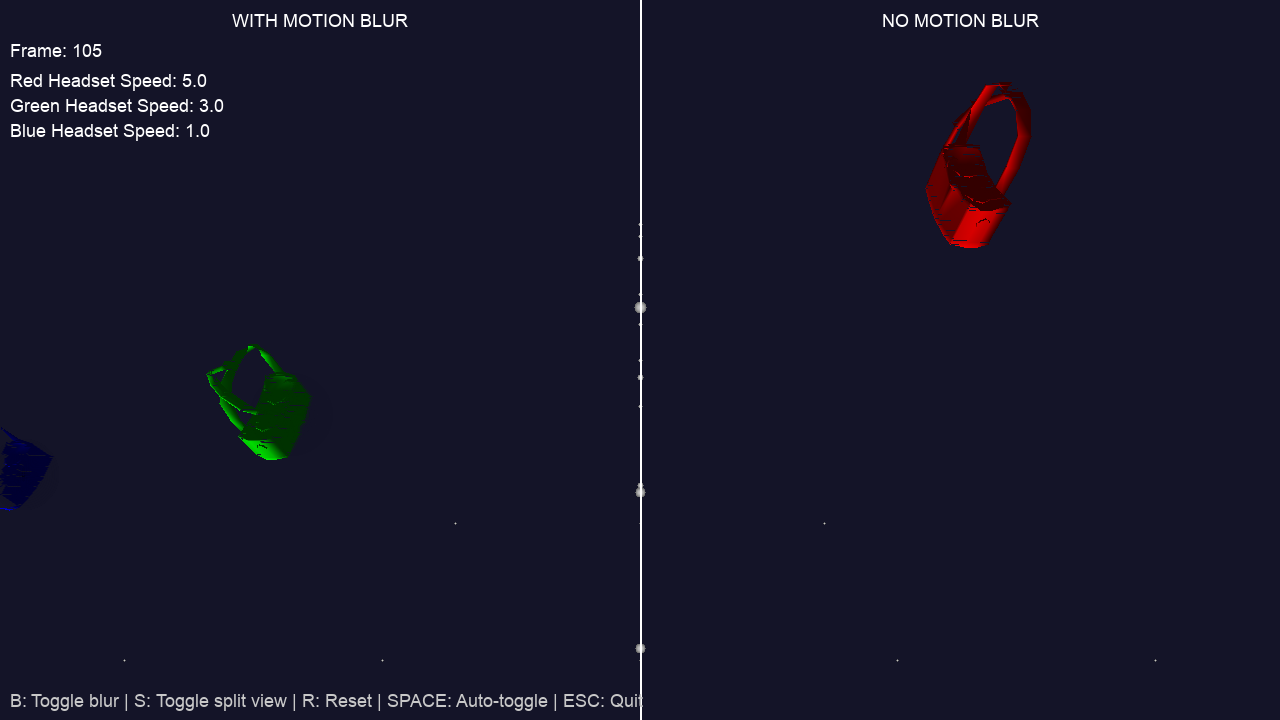 WITH MOTION BLUR
NO MOTION BLUR
Frame: 105
Red Headset Speed: 5.0
Green Headset Speed: 3.0
Blue Headset Speed: 1.0
B: Toggle blur | S: Toggle split view | R: Reset | SPACE: Auto-toggle | ESC: Quit